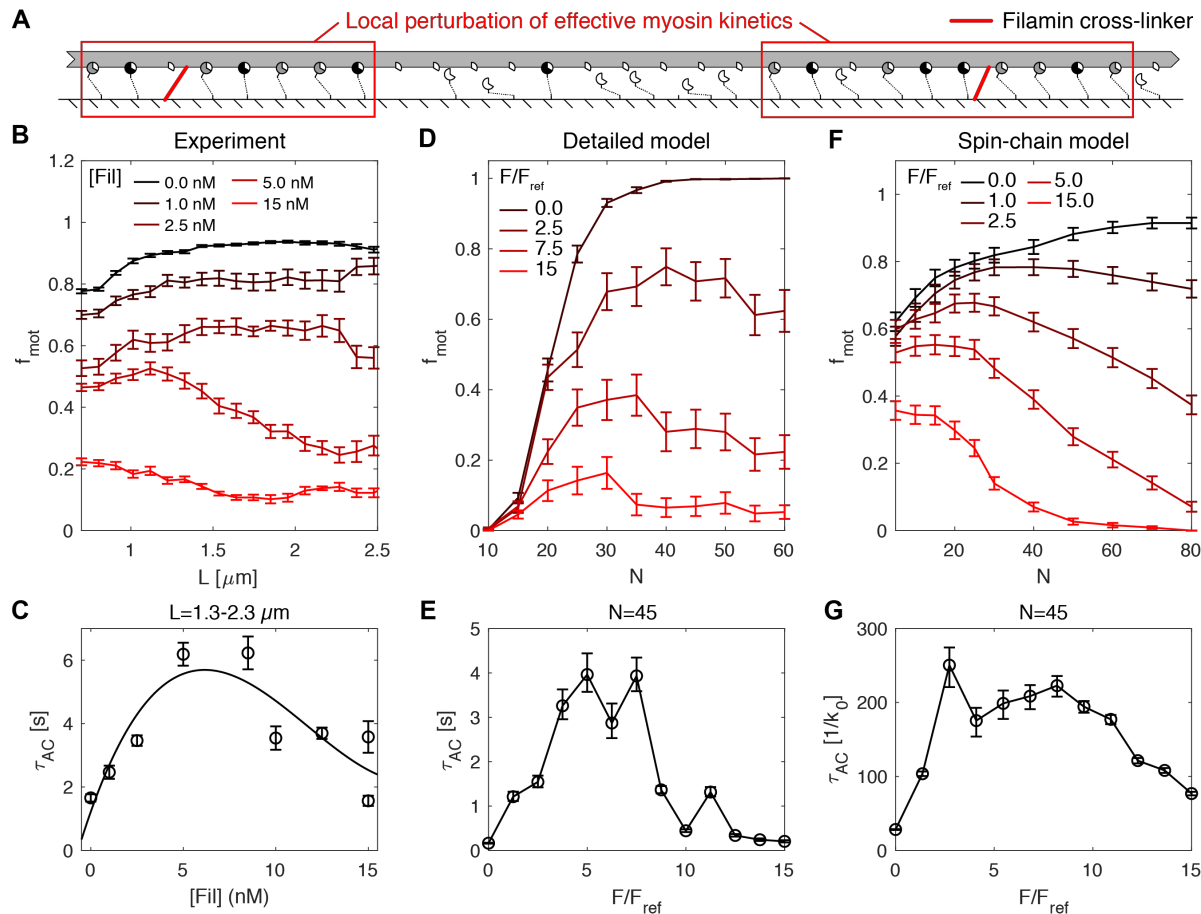 A
Local perturbation of effective myosin kinetics
Filamin cross-linker
B
Experiment
[Fil]
0.0 nM
1.0 nM
2.5 nM
5.0 nM
15 nM
1.2
1
0.8
0.6
0.4
0.2
0
f_mot
1
1.5
2
2.5
L [μm]
D
Detailed model
F/F_ref
0.0
2.5
7.5
15
1
0.8
0.6
0.4
0.2
0
f_mot
10
20
30
40
50
60
N
F
Spin-chain model
F/F_ref
0.0
1.0
2.5
5.0
15.0
1
0.8
0.6
0.4
0.2
0
f_mot
20
40
60
80
N
C
L=1.3-2.3 μm
6
4
2
0
τ_AC [s]
0
5
10
15
[Fil] (nM)
E
N=45
5
4
3
2
1
0
τ_AC [s]
0
5
10
15
F/F_ref
G
N=45
300
200
100
0
τ_AC [1/k_0]
0
5
10
15
F/F_ref